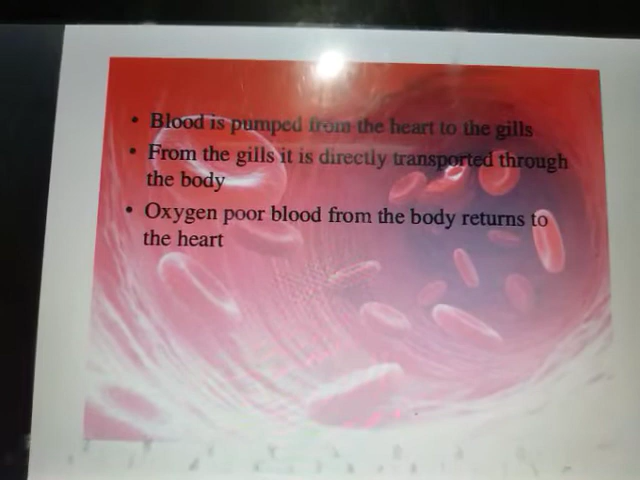 • Blood is pumped from the heart to the gills
• From the gills it is directly transported through
the body
• Oxygen poor blood from the body returns to
the heart